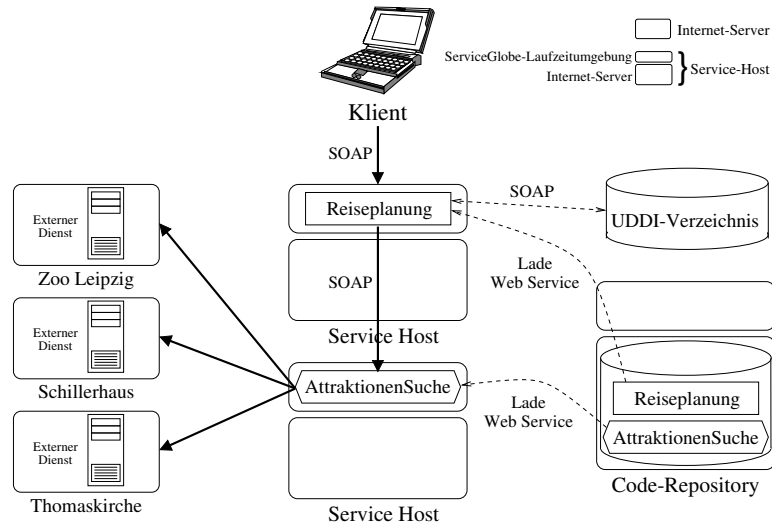 Internet-Server
ServiceGlobe-Laufzeitumgebung
Internet-Server
Service-Host
Klient
SOAP
SOAP
Reiseplanung
UDDI-Verzeichnis
Externer
Dienst
Zoo Leipzig
SOAP
Lade
Web Service
Service Host
Externer
Dienst
Schillerhaus
AttraktionenSuche
Lade
Web Service
Reiseplanung
AttraktionenSuche
Code-Repository
Externer
Dienst
Thomaskirche
Service Host